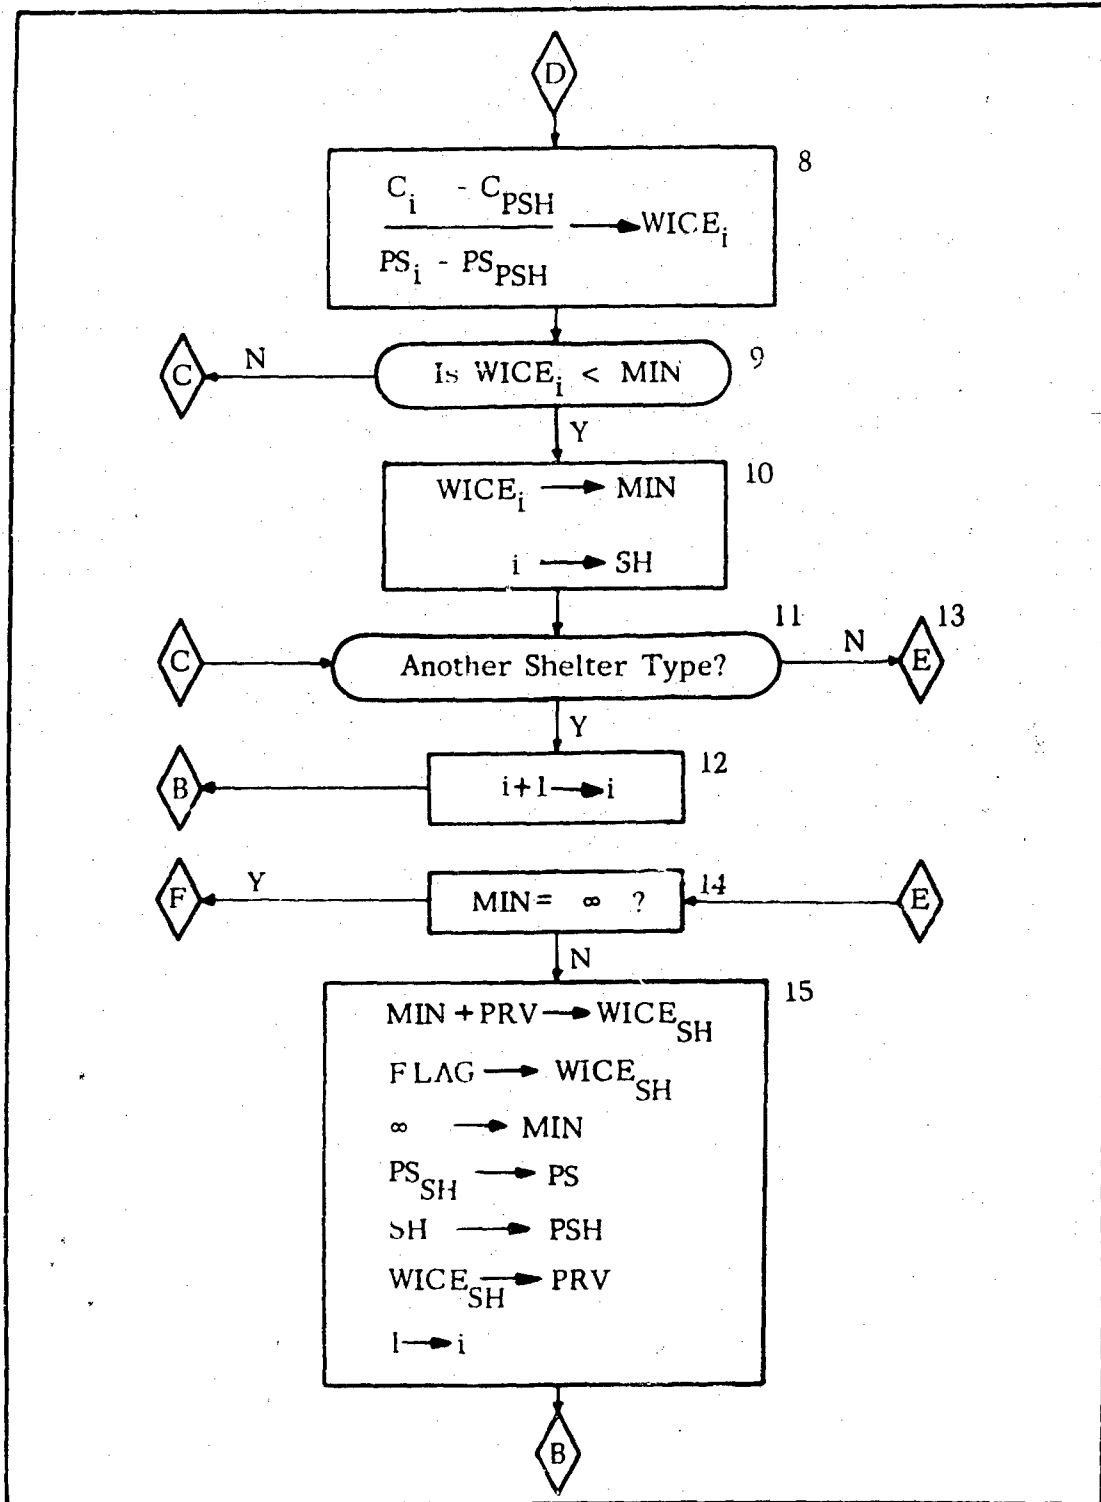 D
8
C_i - C_PSH
PS_i - PS_PSH
→ WICE_i
C
N
Is WICE_i < MIN
9
Y
10
WICE_i → MIN
i → SH
11
13
C
Another Shelter Type?
N
E
Y
12
B
i+1 → i
F
Y
MIN = ∞ ?
14
E
N
15
MIN + PRV → WICE_SH
FLAG → WICE_SH
∞ → MIN
PS_SH → PS
SH → PSH
WICE_SH → PRV
1 → i
B